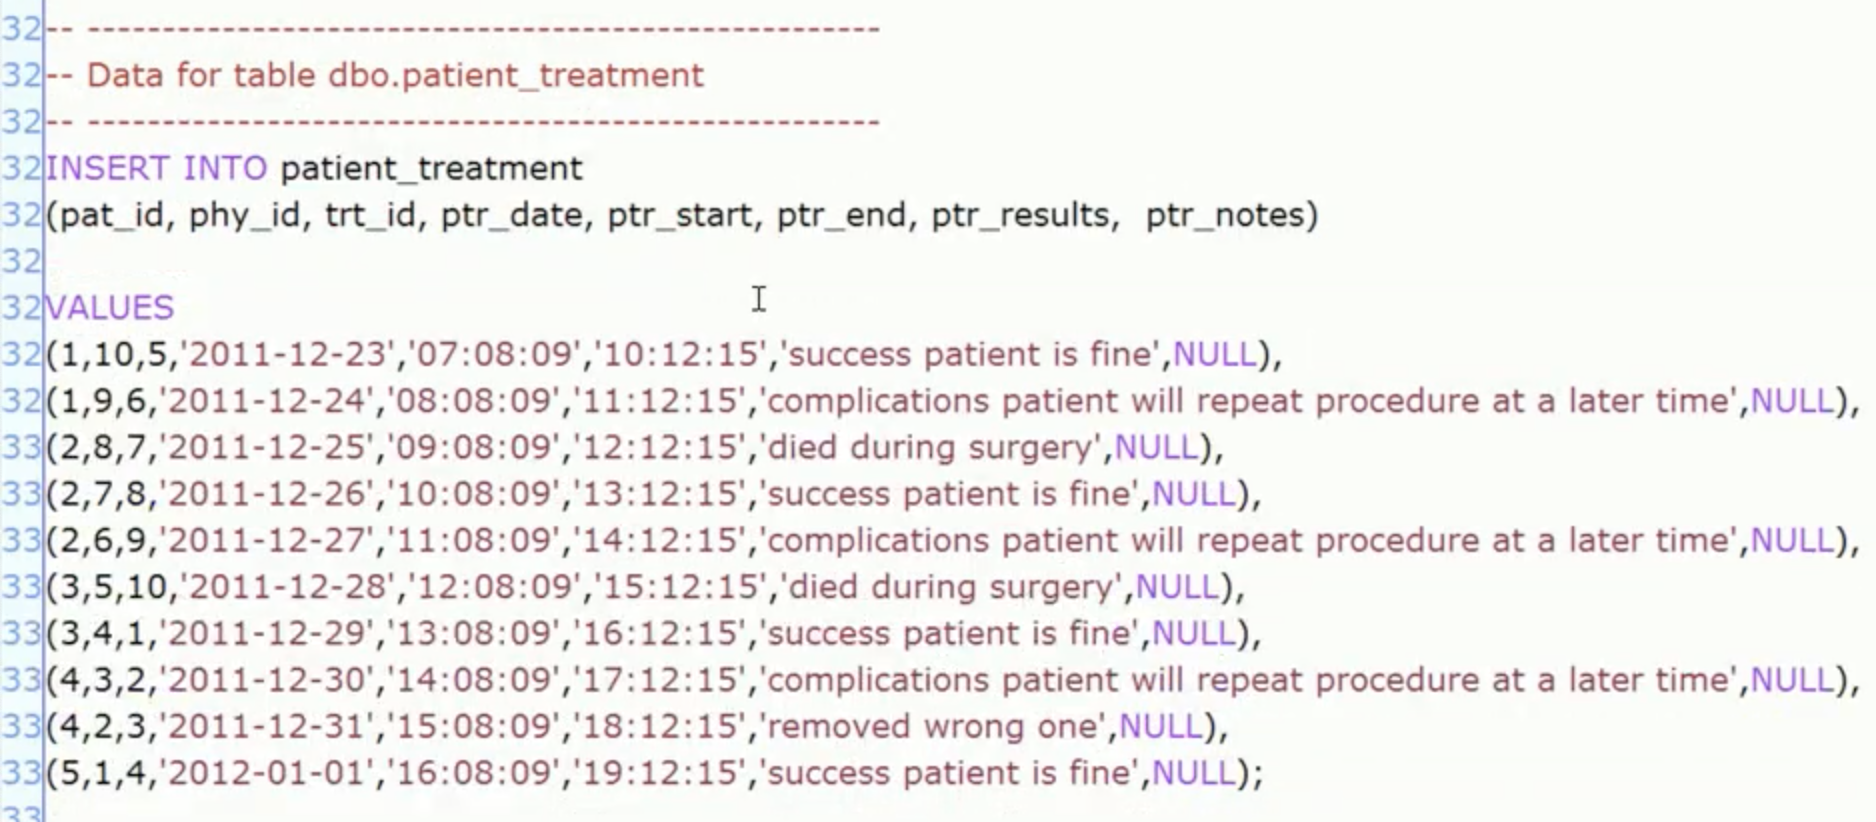 32-- -----------------------------------------------------------
32-- Data for table dbo.patient_treatment
32-- -----------------------------------------------------------
32INSERT INTO patient_treatment
32(pat_id, phy_id, trt_id, ptr_date, ptr_start, ptr_end, ptr_results,  ptr_notes)
32
32VALUES
32(1,10,5,'2011-12-23','07:08:09','10:12:15','success patient is fine',NULL),
32(1,9,6,'2011-12-24','08:08:09','11:12:15','complications patient will repeat procedure at a later time',NULL),
33(2,8,7,'2011-12-25','09:08:09','12:12:15','died during surgery',NULL),
33(2,7,8,'2011-12-26','10:08:09','13:12:15','success patient is fine',NULL),
33(2,6,9,'2011-12-27','11:08:09','14:12:15','complications patient will repeat procedure at a later time',NULL),
33(3,5,10,'2011-12-28','12:08:09','15:12:15','died during surgery',NULL),
33(3,4,1,'2011-12-29','13:08:09','16:12:15','success patient is fine',NULL),
33(4,3,2,'2011-12-30','14:08:09','17:12:15','complications patient will repeat procedure at a later time',NULL),
33(4,2,3,'2011-12-31','15:08:09','18:12:15','removed wrong one',NULL),
33(5,1,4,'2012-01-01','16:08:09','19:12:15','success patient is fine',NULL);
33